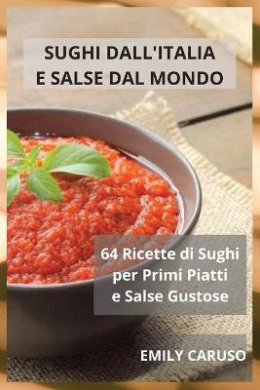 SUGHI DALL'ITALIA
E SALSE DAL MONDO
64 Ricette di Sughi
per Primi Piatti
e Salse Gustose
EMILY CARUSO